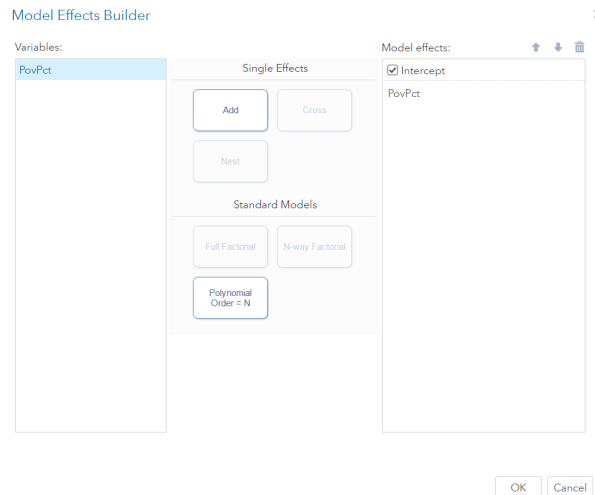 Model Effects Builder
Variables:
Model effects:
PovPct
Single Effects
Add
Cross
Nest
Standard Models
Full Factorial
N-way Factorial
Polynomial
Order = N
Intercept
PovPct
OK
Cancel